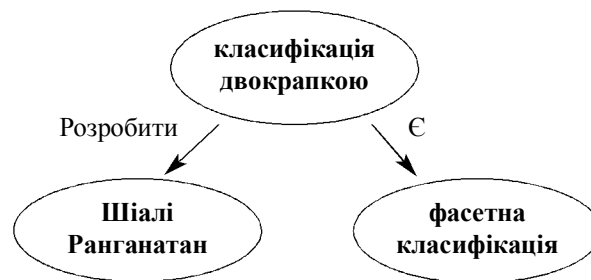 класифікація
двокрапкою
Розробити
Є
Шіалі
Ранганатан
фасетна
класифікація